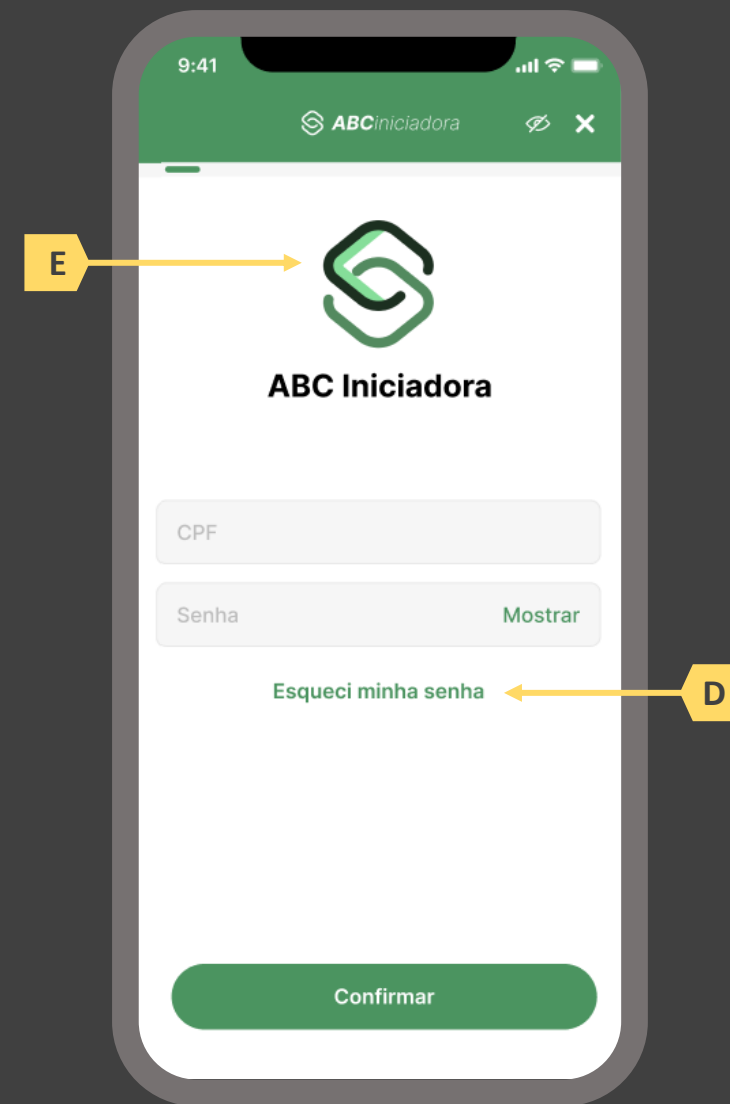 9:41
ABCiniciadora
E
ABC Iniciadora
CPF
Senha Mostrar
Esqueci minha senha
D
Confirmar